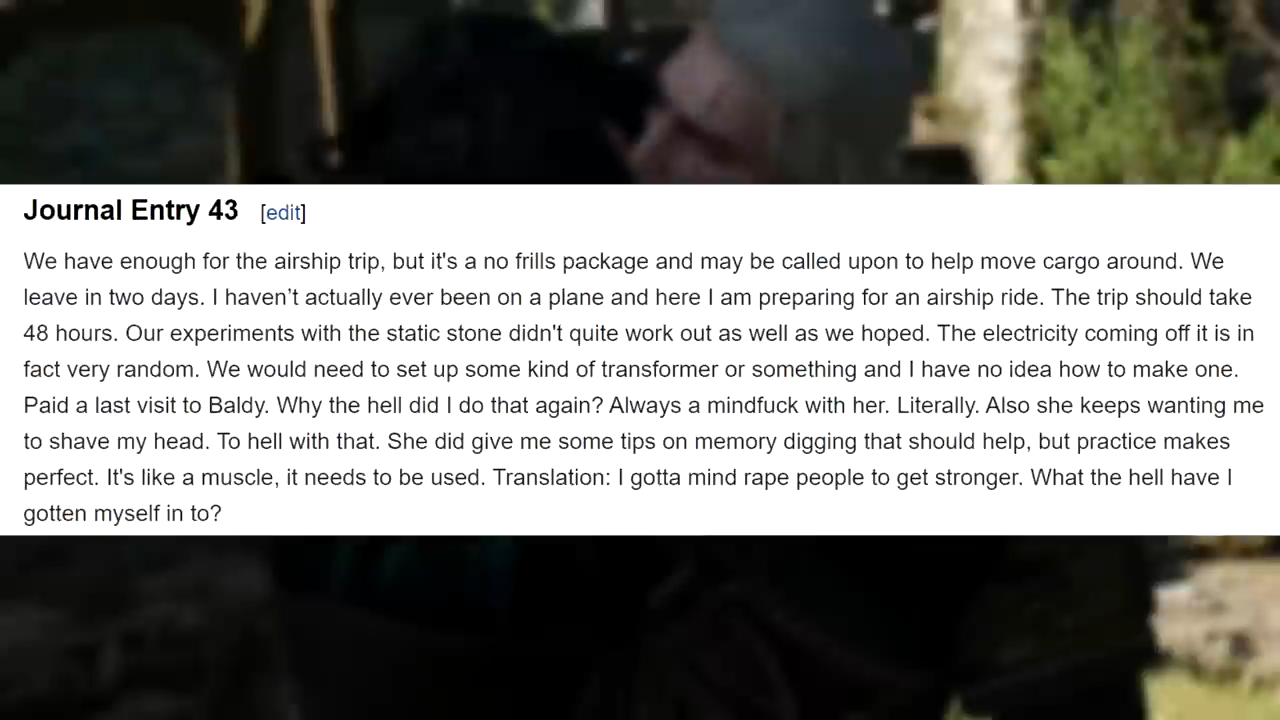 Journal Entry 43 [edit]
We have enough for the airship trip, but it's a no frills package and may be called upon to help move cargo around. We
leave in two days. I haven’t actually ever been on a plane and here I am preparing for an airship ride. The trip should take
48 hours. Our experiments with the static stone didn't quite work out as well as we hoped. The electricity coming off it is in
fact very random. We would need to set up some kind of transformer or something and I have no idea how to make one.
Paid a last visit to Baldy. Why the hell did I do that again? Always a mindfuck with her. Literally. Also she keeps wanting me
to shave my head. To hell with that. She did give me some tips on memory digging that should help, but practice makes
perfect. It's like a muscle, it needs to be used. Translation: I gotta mind rape people to get stronger. What the hell have I
gotten myself in to?